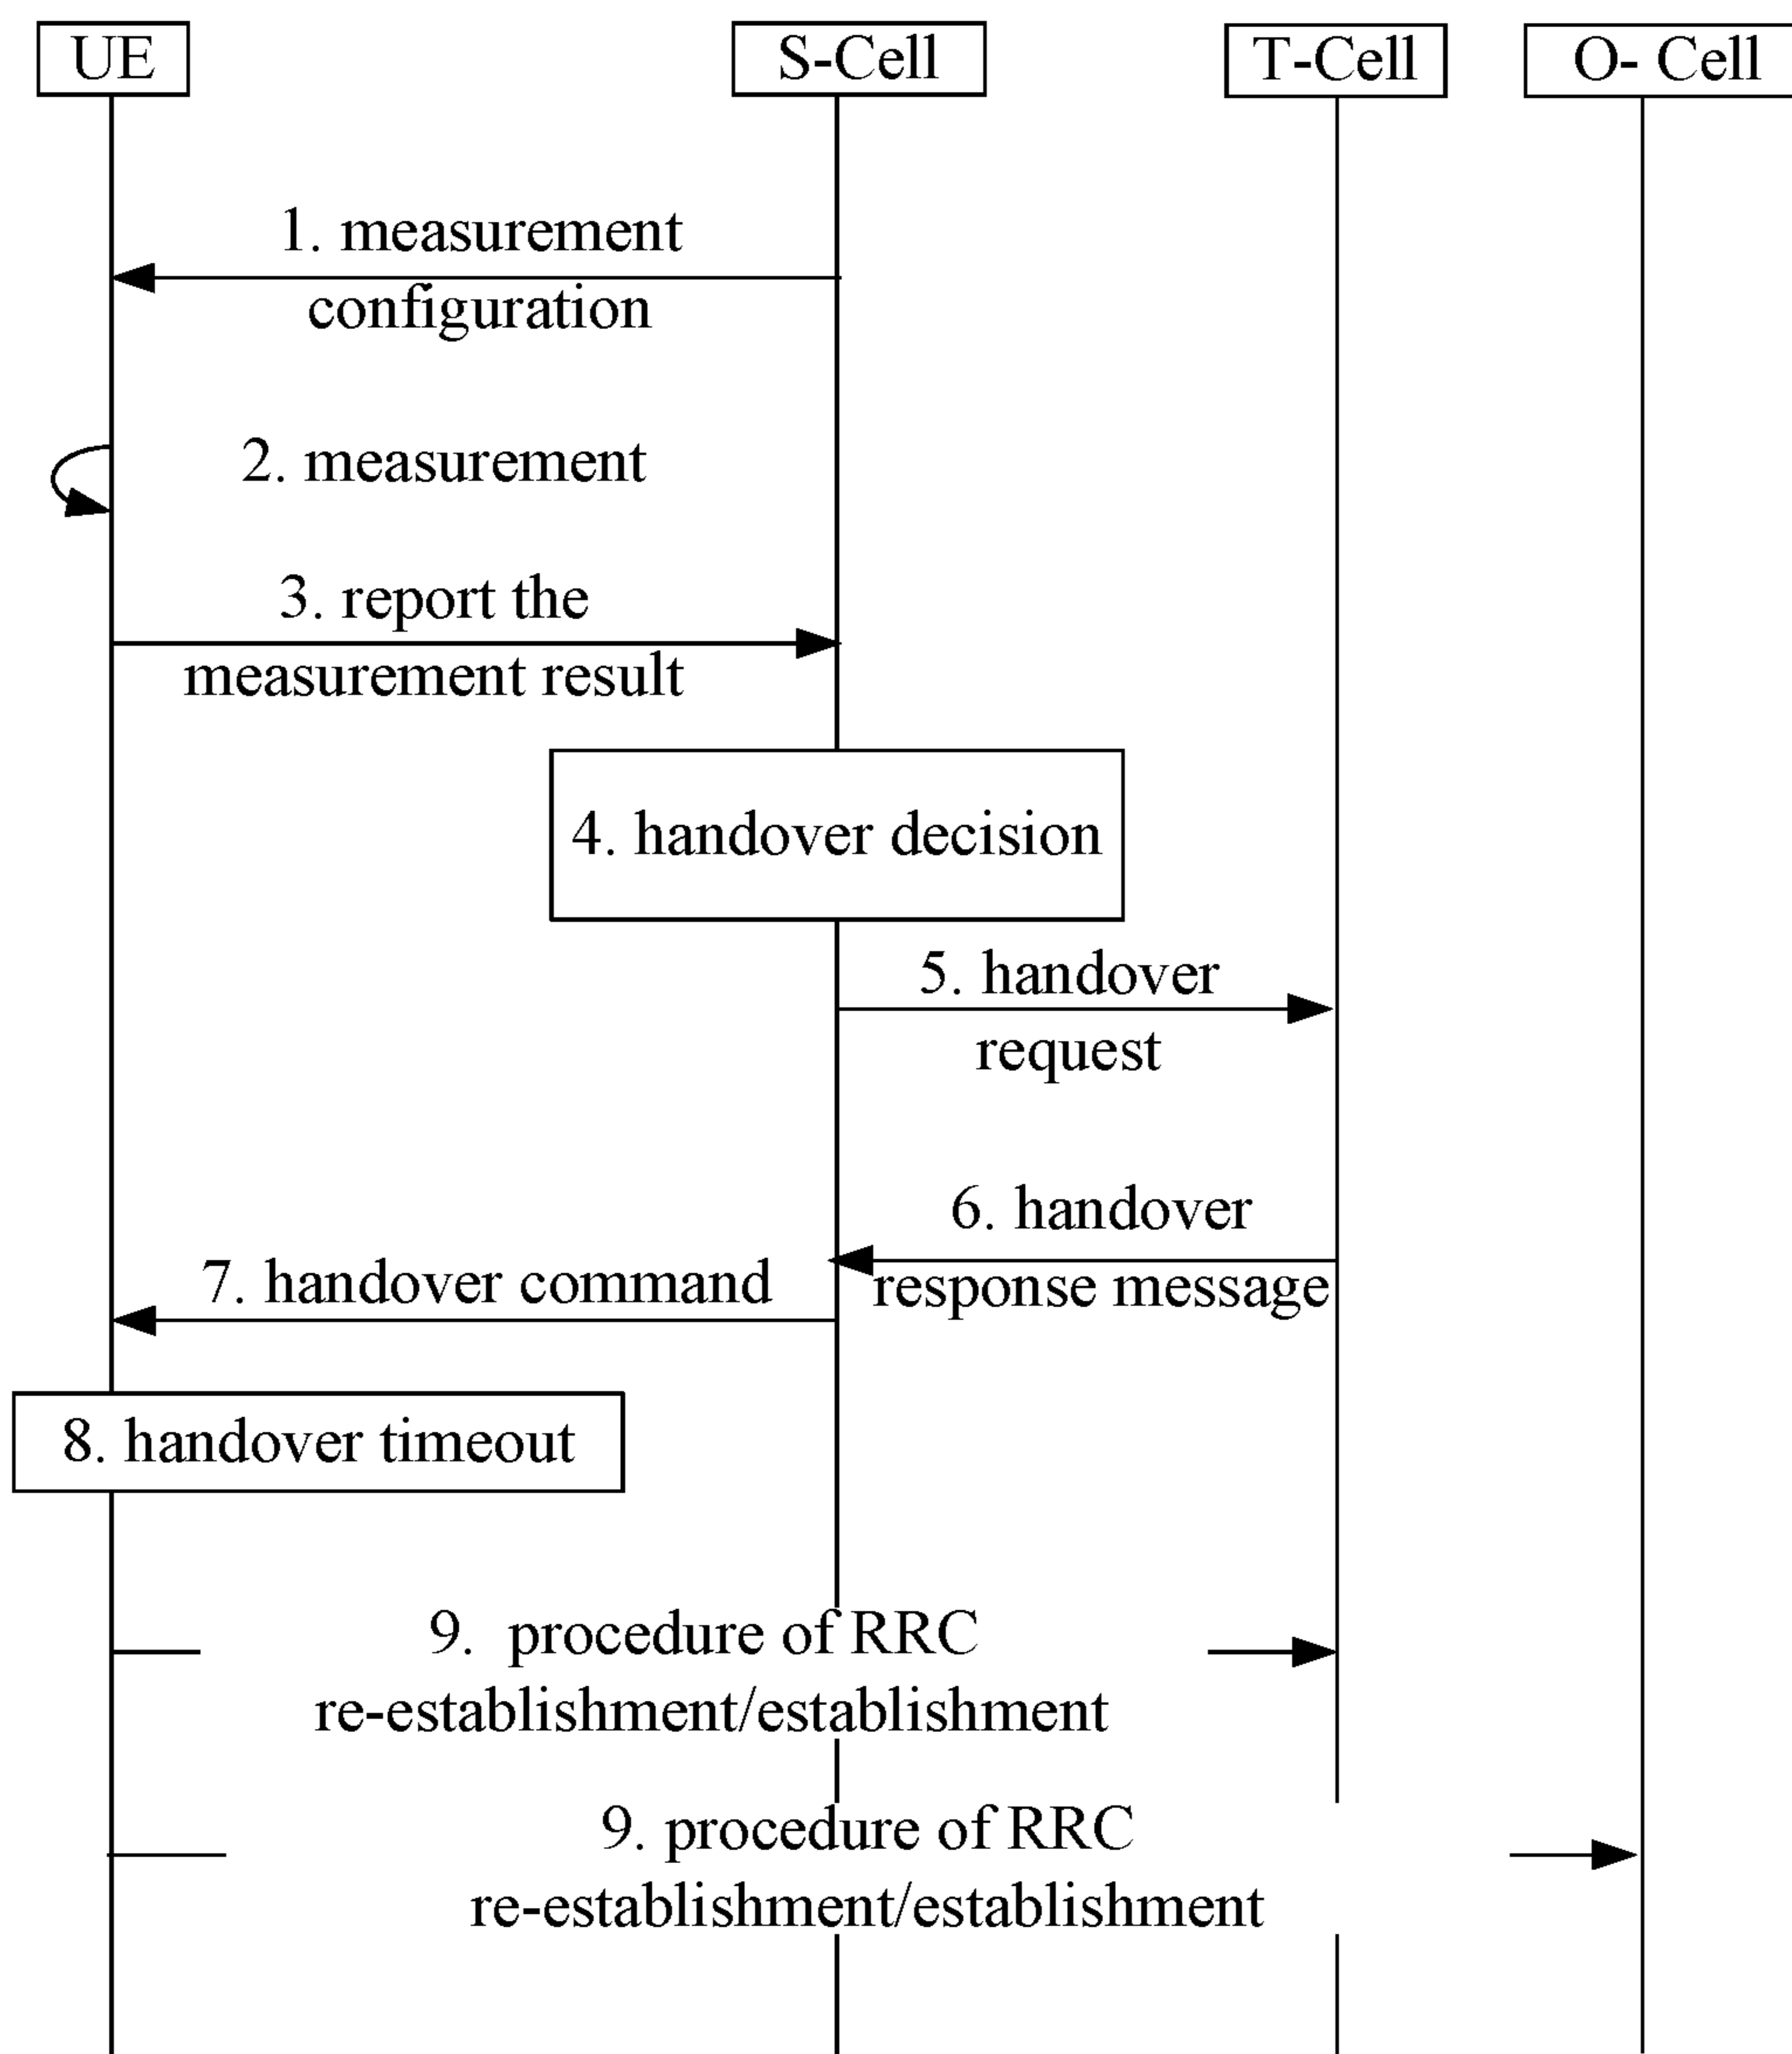 UE
S-Cell
T-Cell
O- Cell
1. measurement
configuration
2. measurement
3. report the
measurement result
4. handover decision
5. handover
request
6. handover
response message
7. handover command
8. handover timeout
9. procedure of RRC
re-establishment/establishment
9. procedure of RRC
re-establishment/establishment